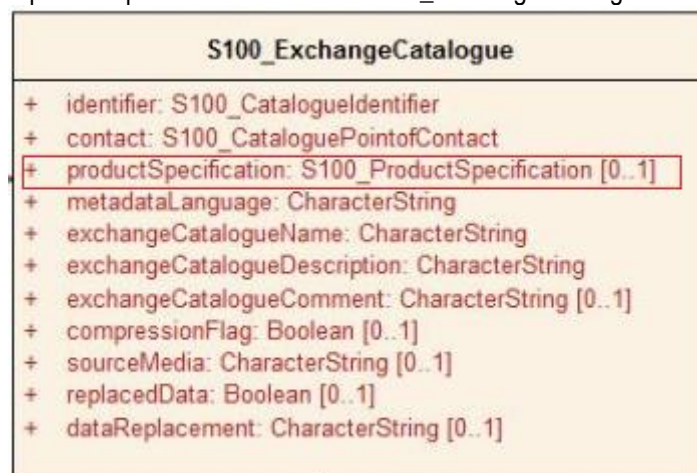 S100_ExchangeCatalogue
+ identifier: S100_CatalogueIdentifier
+ contact: S100_CataloguePointofContact
+ productSpecification: S100_ProductSpecification [0..1]
+ metadataLanguage: CharacterString
+ exchangeCatalogueName: CharacterString
+ exchangeCatalogueDescription: CharacterString
+ exchangeCatalogueComment: CharacterString [0..1]
+ compressionFlag: Boolean [0..1]
+ sourceMedia: CharacterString [0..1]
+ replacedData: Boolean [0..1]
+ dataReplacement: CharacterString [0..1]